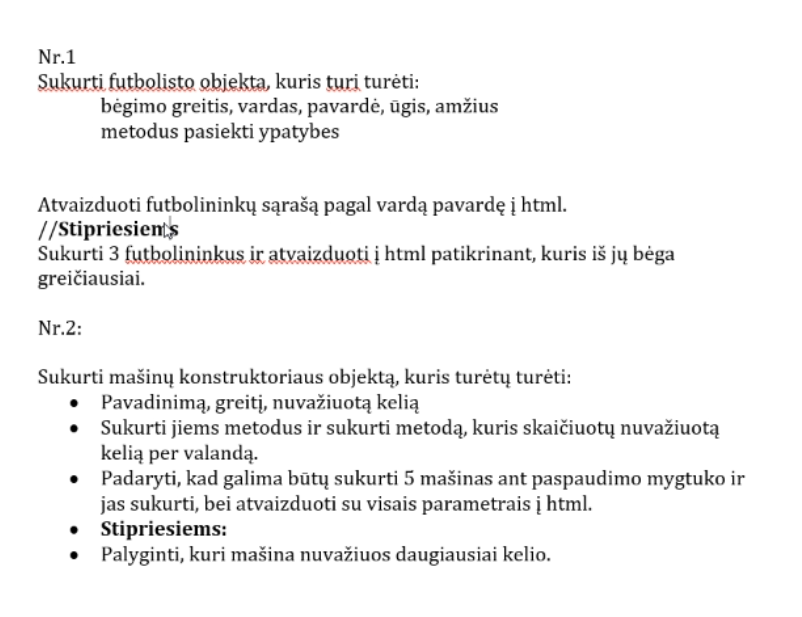 Nr.1
Sukurti futbolisto objekta, kuris turi turėti:
bėgimo greitis, vardas, pavardė, ūgis, amžius
metodus pasiekti ypatybes
Atvaizduoti futbolininkų sąrašą pagal vardą pavardę į html.
//Stipriesiems
Sukurti 3 futbolininkus ir atvaizduoti į html patikrinant, kuris iš jų bėga
greičiausiai.
Nr.2:
Sukurti mašinų konstruktoriaus objektą, kuris turėtų turėti:
• Pavadinimą, greitį, nuvažiuotą kelią
• Sukurti jiems metodus ir sukurti metodą, kuris skaičiuotų nuvažiuotą
kelią per valandą.
• Padaryti, kad galima būtų sukurti 5 mašinas ant paspaudimo mygtuko ir
jas sukurti, bei atvaizduoti su visais parametrais į html.
• Stipriesiems:
• Palyginti, kuri mašina nuvažiuos daugiausiai kelio.